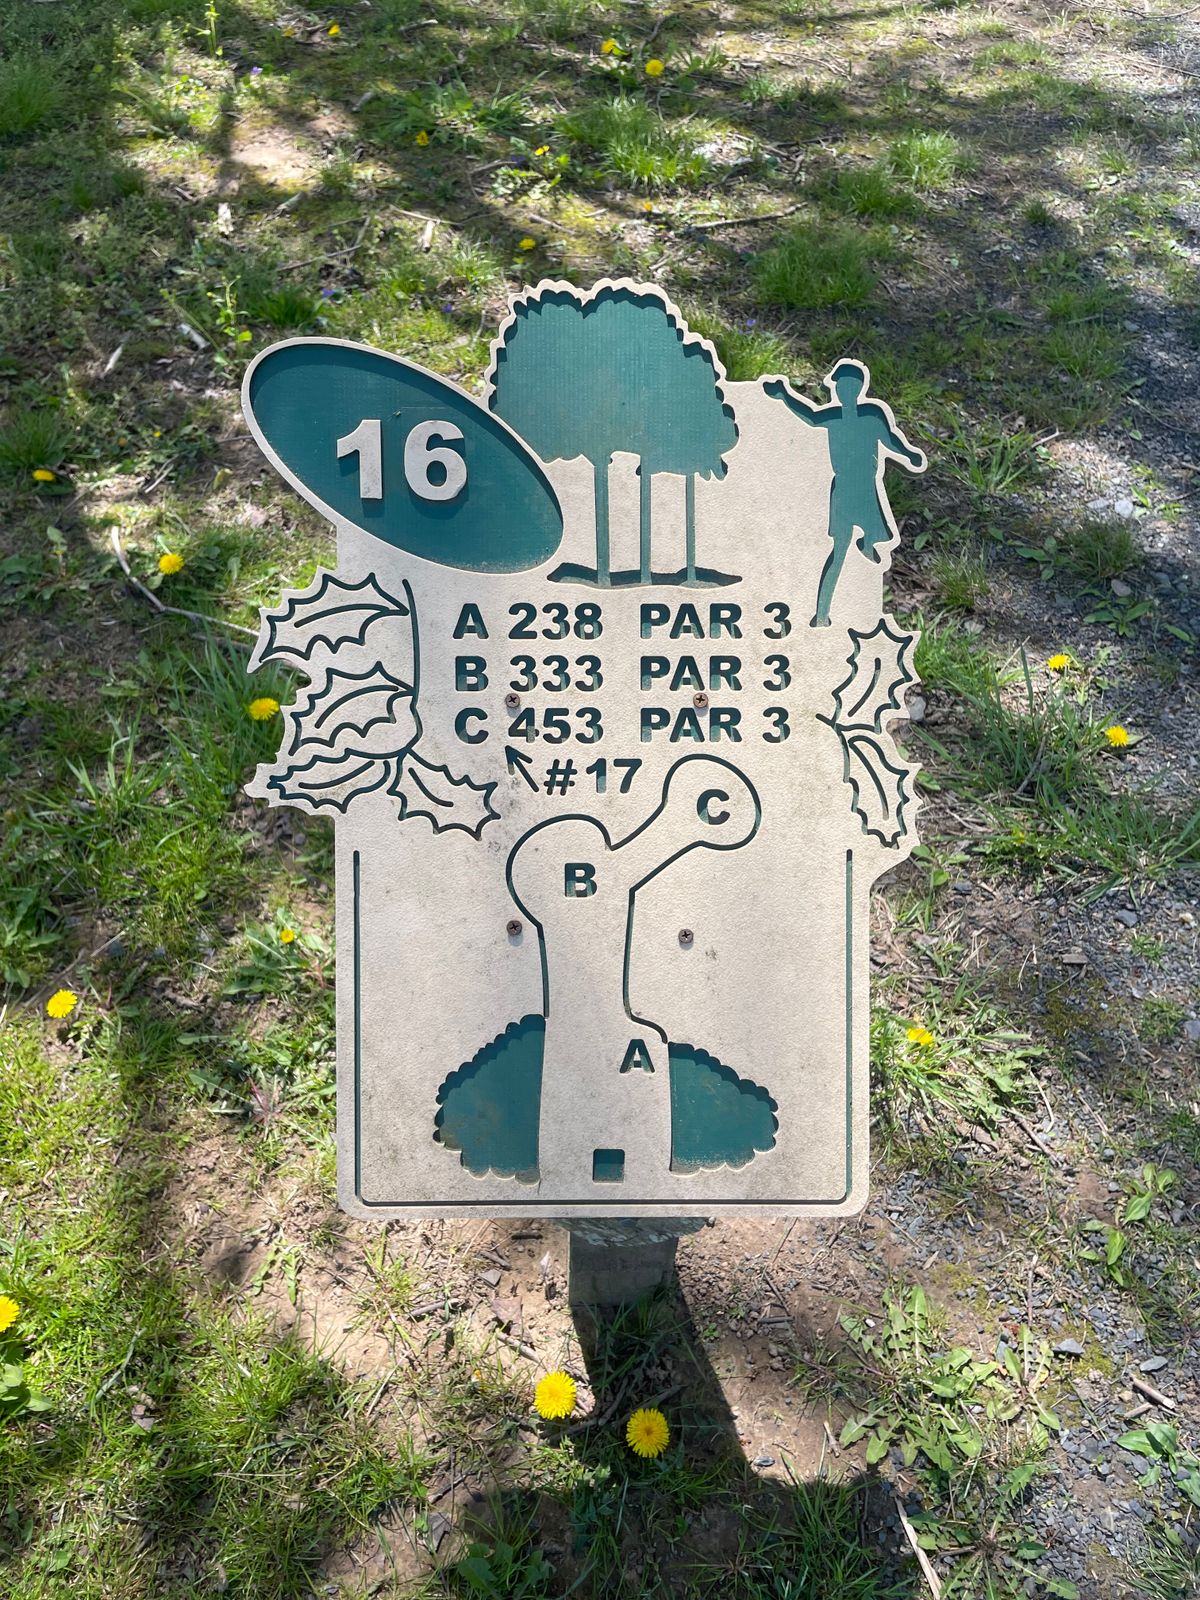 16
A 238 PAR 3
B 333 PAR 3
C 453 PAR 3
#17
C
B
A